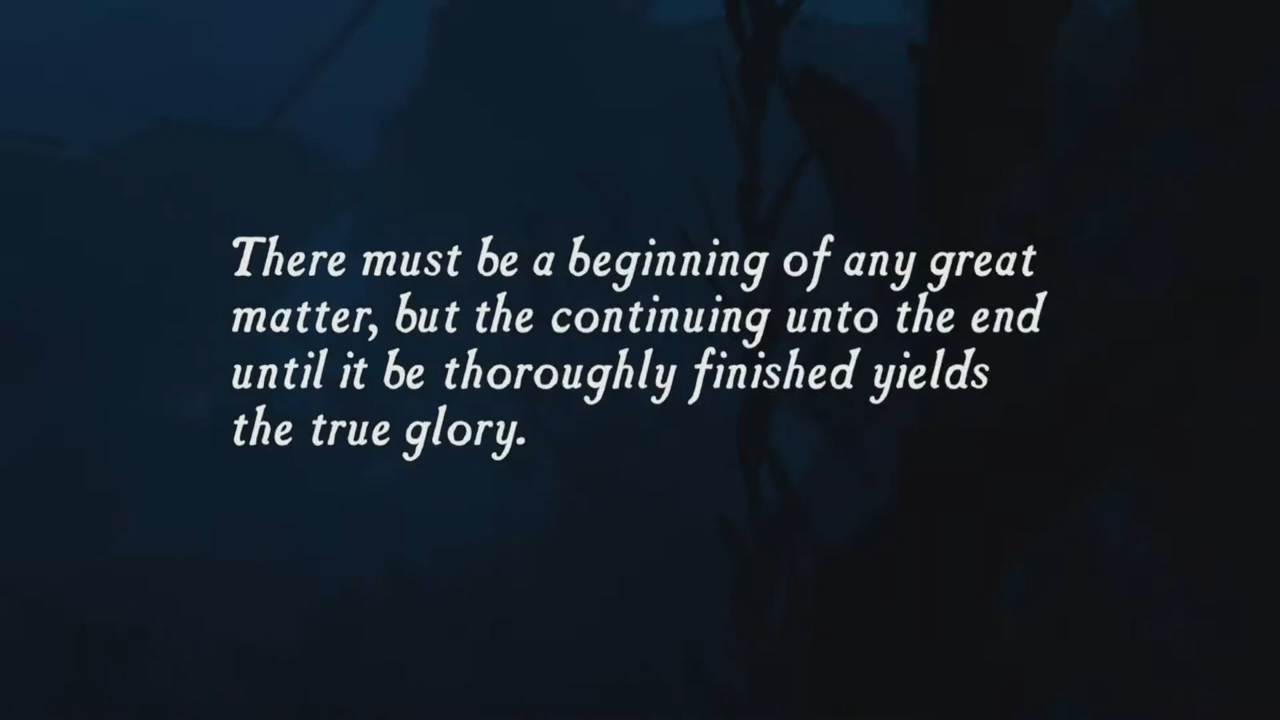 There must be a beginning of any great
matter, but the continuing unto the end
until it be thoroughly finished yields
the true glory.